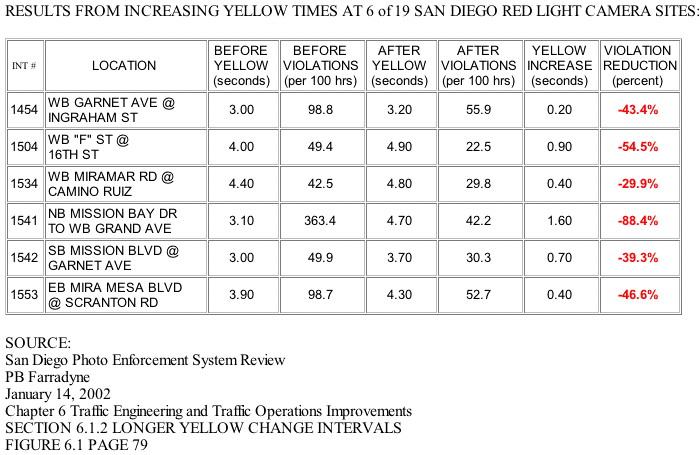 RESULTS FROM INCREASING YELLOW TIMES AT 6 of 19 SAN DIEGO RED LIGHT CAMERA SITES:
INT # LOCATION BEFORE YELLOW (seconds) BEFORE VIOLATIONS (per 100 hrs) AFTER YELLOW (seconds) AFTER VIOLATIONS (per 100 hrs) YELLOW INCREASE (seconds) VIOLATION REDUCTION (percent)
1454 WB GARNET AVE @ INGRAHAM ST 3.00 98.8 3.20 55.9 0.20 -43.4%
1504 WB "F" ST @ 16TH ST 4.00 49.4 4.90 22.5 0.90 -54.5%
1534 WB MIRAMAR RD @ CAMINO RUIZ 4.40 42.5 4.80 29.8 0.40 -29.9%
1541 NB MISSION BAY DR TO WB GRAND AVE 3.10 363.4 4.70 42.2 1.60 -88.4%
1542 SB MISSION BLVD @ GARNET AVE 3.00 49.9 3.70 30.3 0.70 -39.3%
1553 EB MIRA MESA BLVD @ SCRANTON RD 3.90 98.7 4.30 52.7 0.40 -46.6%
SOURCE:
San Diego Photo Enforcement System Review
PB Farradyne
January 14, 2002
Chapter 6 Traffic Engineering and Traffic Operations Improvements
SECTION 6.1.2 LONGER YELLOW CHANGE INTERVALS
FIGURE 6.1 PAGE 79